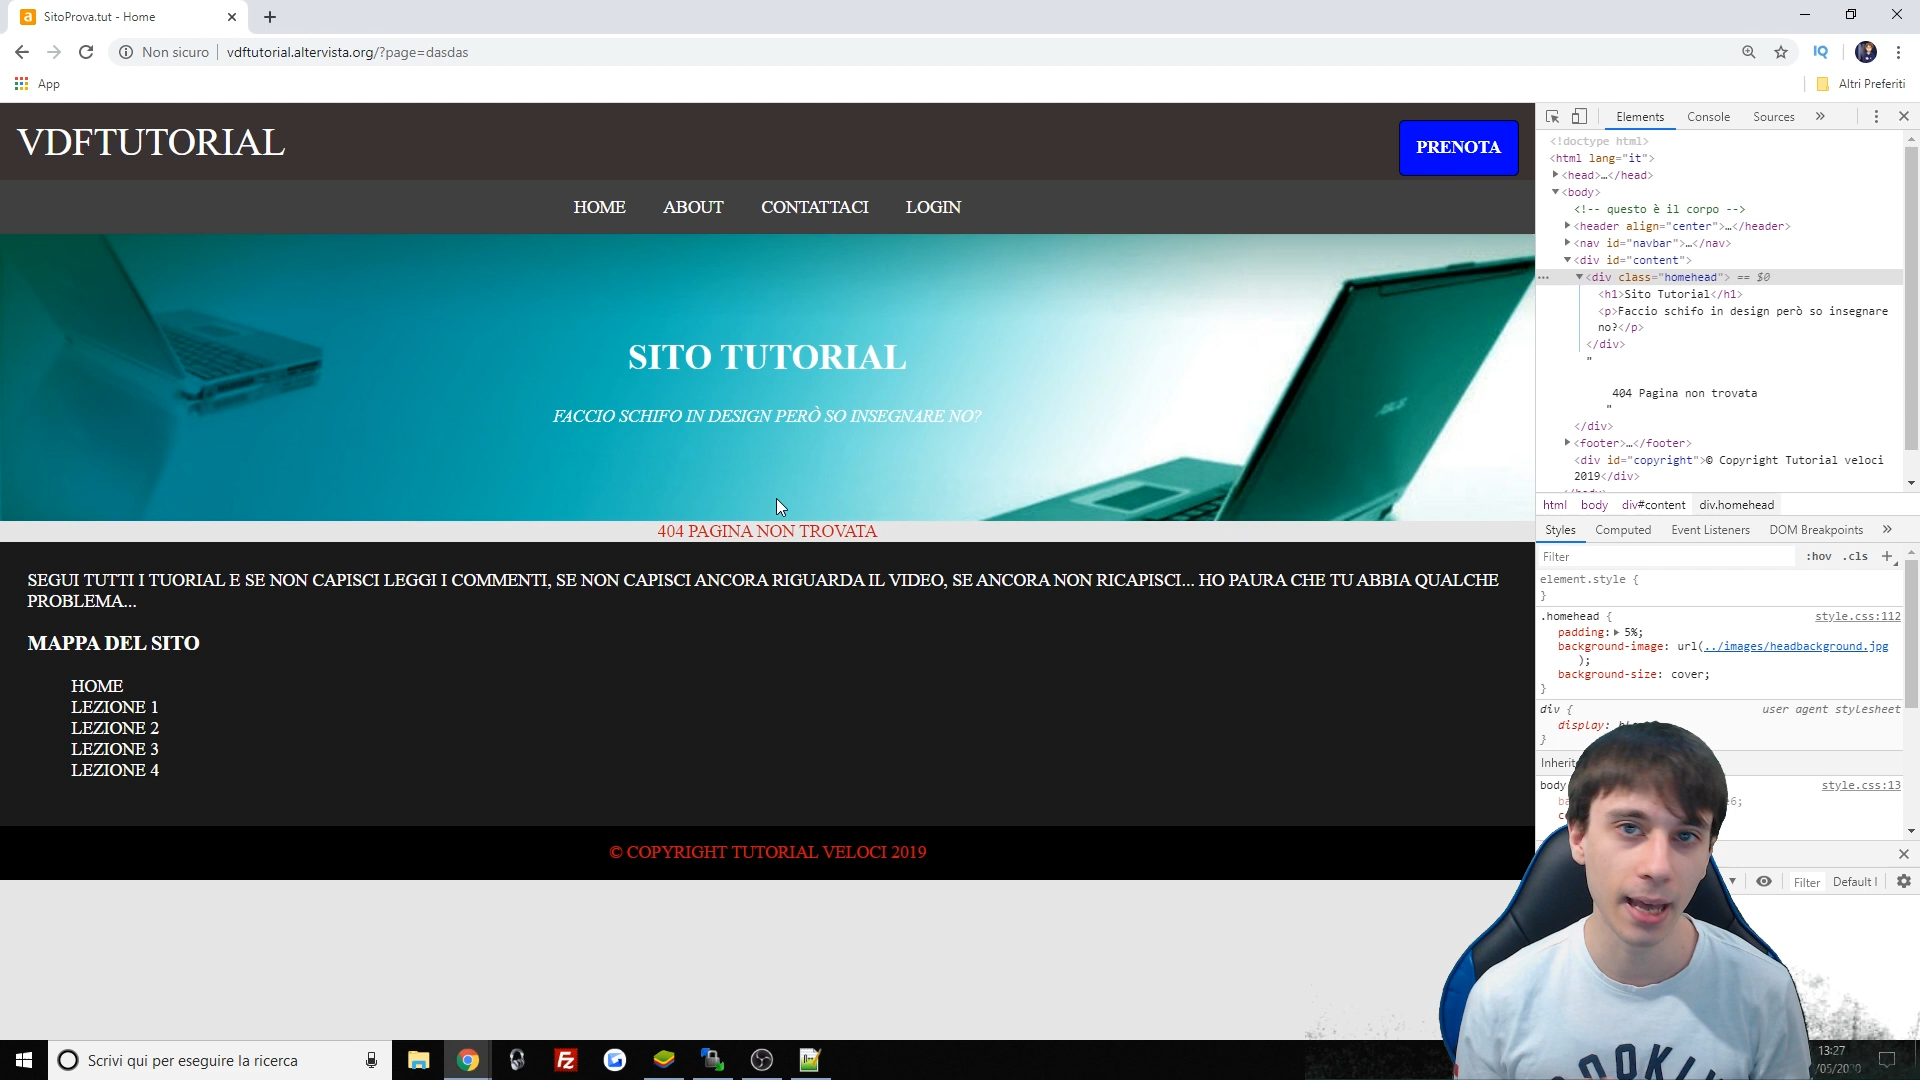 SitoProva.tut - Home
Non sicuro
vdftutorial.altervista.org/?page=dasdas
IQ
App
Altri Preferiti
VDFTUTORIAL
PRENOTA
HOME
ABOUT
CONTATTACI
LOGIN
SITO TUTORIAL
FACCIO SCHIFO IN DESIGN PERÒ SO INSEGNARE NO?
ASUS
404 PAGINA NON TROVATA
SEGUI TUTTI I TUORIAL E SE NON CAPISCI LEGGI I COMMENTI, SE NON CAPISCI ANCORA RIGUARDA IL VIDEO, SE ANCORA NON RICAPISCI... HO PAURA CHE TU ABBIA QUALCHE
PROBLEMA...
MAPPA DEL SITO
HOME
LEZIONE 1
LEZIONE 2
LEZIONE 3
LEZIONE 4
© COPYRIGHT TUTORIAL VELOCI 2019
Elements Console Sources »
<!doctype html>
<html lang="it">
<head>…</head>
<body>
<!-- questo è il corpo -->
<header align="center">…</header>
<nav id="navbar">…</nav>
<div id="content">
<div class="homehead"> == $0
<h1>Sito Tutorial</h1>
<p>Faccio schifo in design però so insegnare
no?</p>
</div>
"
404 Pagina non trovata
"
</div>
<footer>…</footer>
<div id="copyright">© Copyright Tutorial veloci
2019</div>
html body div#content div.homehead
Styles Computed Event Listeners DOM Breakpoints »
Filter :hov .cls +
element.style {
}
.homehead { style.css:112
padding: 5%;
background-image: url(../images/headbackground.jpg
);
background-size: cover;
}
div { user agent stylesheet
display:
}
body style.css:13
Filter Default
Scrivi qui per eseguire la ricerca
13:27
/05/2020